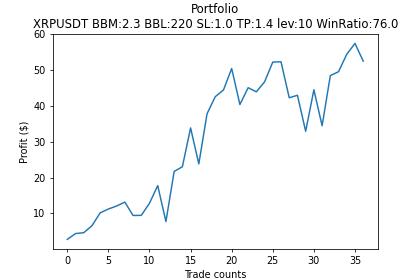 Portfolio
XRPUSDT BBM:2.3 BBL:220 SL:1.0 TP:1.4 lev:10 WinRatio:76.0
60
50
40
30
20
10
Profit ($)
0 5 10 15 20 25 30 35
Trade counts